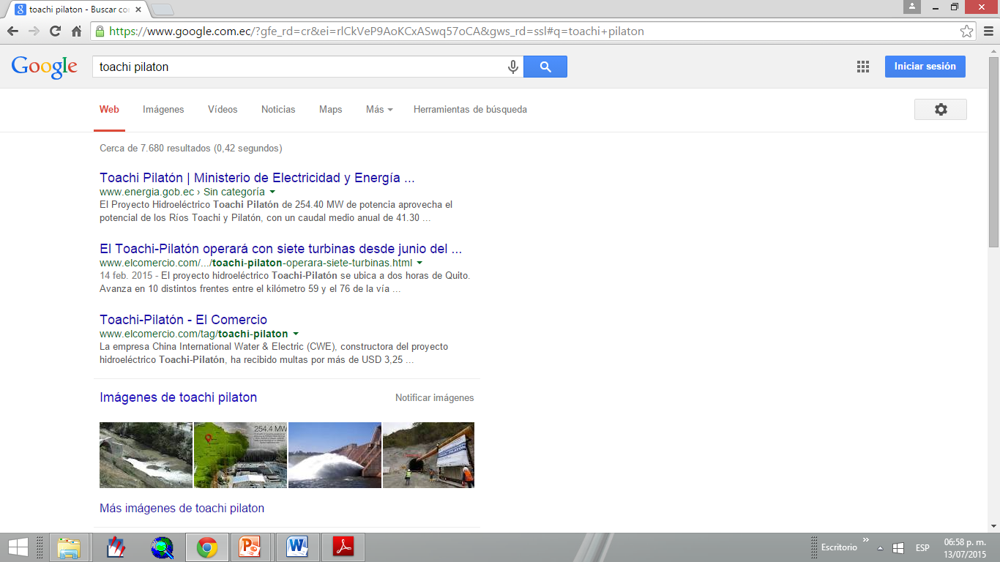 toachi pilaton - Buscar co
https://www.google.com.ec/?gfe_rd=cr&ei=rlCkVeP9AoKCxASwq57oCA&gws_rd=ssl#q=toachi+pilaton
Google
toachi pilaton
Iniciar sesión
Web Imágenes Vídeos Noticias Maps Más Herramientas de búsqueda
Cerca de 7.680 resultados (0,42 segundos)
Toachi Pilatón | Ministerio de Electricidad y Energía ...
www.energia.gob.ec › Sin categoría
El Proyecto Hidroeléctrico Toachi Pilatón de 254.40 MW de potencia aprovecha el
potencial de los Ríos Toachi y Pilatón, con un caudal medio anual de 41.30 ...
El Toachi-Pilatón operará con siete turbinas desde junio del ...
www.elcomercio.com/.../toachi-pilaton-operara-siete-turbinas.html
14 feb. 2015 - El proyecto hidroeléctrico Toachi-Pilatón se ubica a dos horas de Quito.
Avanza en 10 distintos frentes entre el kilómetro 59 y el 76 de la vía ...
Toachi-Pilatón - El Comercio
www.elcomercio.com/tag/toachi-pilaton
La empresa China International Water & Electric (CWE), constructora del proyecto
hidroeléctrico Toachi-Pilatón, ha recibido multas por más de USD 3,25 ...
Imágenes de toachi pilaton
Notificar imágenes
254.4 MW
Más imágenes de toachi pilaton
Escritorio
ESP
06:58 p. m.
13/07/2015